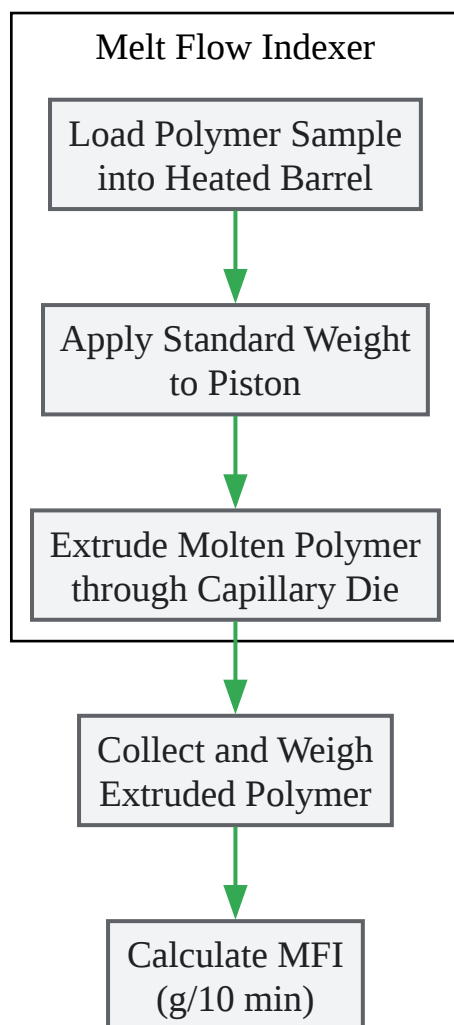 Melt Flow Indexer
Load Polymer Sample
into Heated Barrel
Apply Standard Weight
to Piston
Extrude Molten Polymer
through Capillary Die
Collect and Weigh
Extruded Polymer
Calculate MFI
(g/10 min)